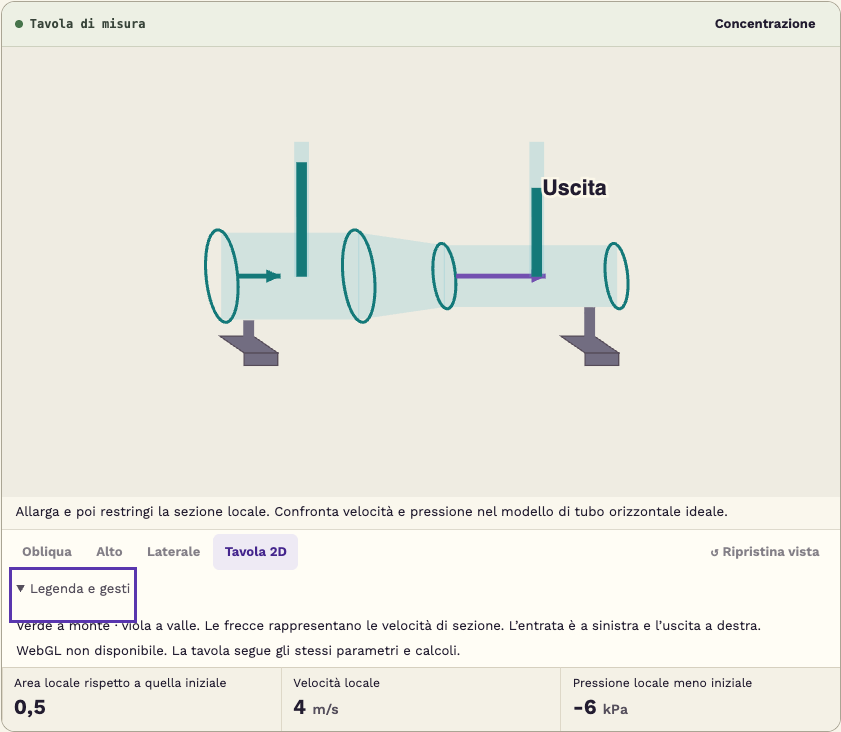 Tavola di misura
Concentrazione
Uscita
Allarga e poi restringi la sezione locale. Confronta velocità e pressione nel modello di tubo orizzontale ideale.
Obliqua Alto Laterale Tavola 2D ↺ Ripristina vista
▼ Legenda e gesti
Verde a monte · viola a valle. Le frecce rappresentano le velocità di sezione. L’entrata è a sinistra e l’uscita a destra.
WebGL non disponibile. La tavola segue gli stessi parametri e calcoli.
Area locale rispetto a quella iniziale
0,5
Velocità locale
4 m/s
Pressione locale meno iniziale
-6 kPa